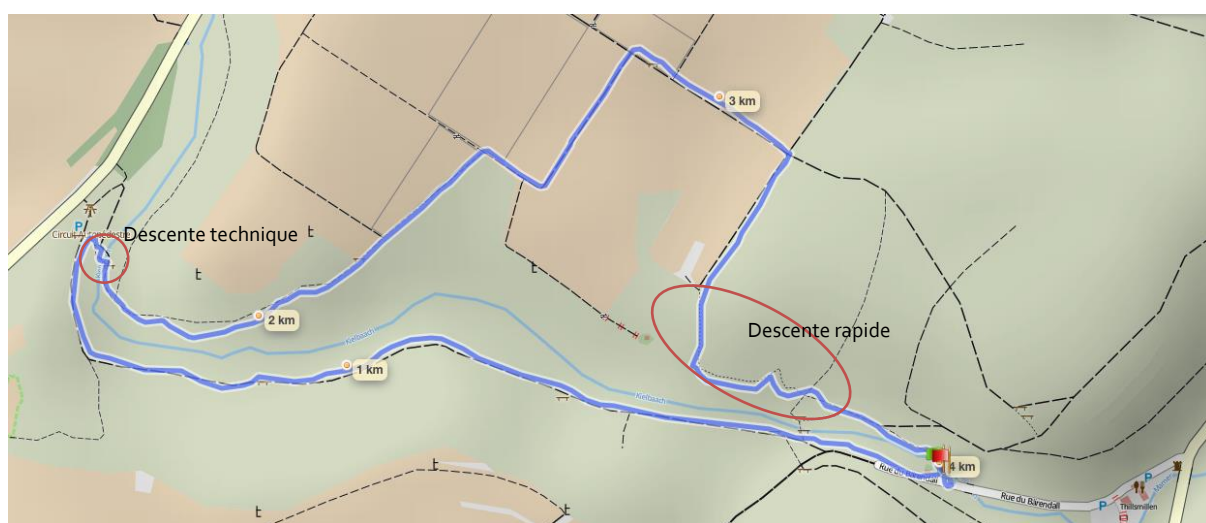 3 km
P
Descente technique
2 km
Kielbaach
Descente rapide
1 km
Kielbaach
4 km
Rue du Bärendall
P
Thillsmillen
P